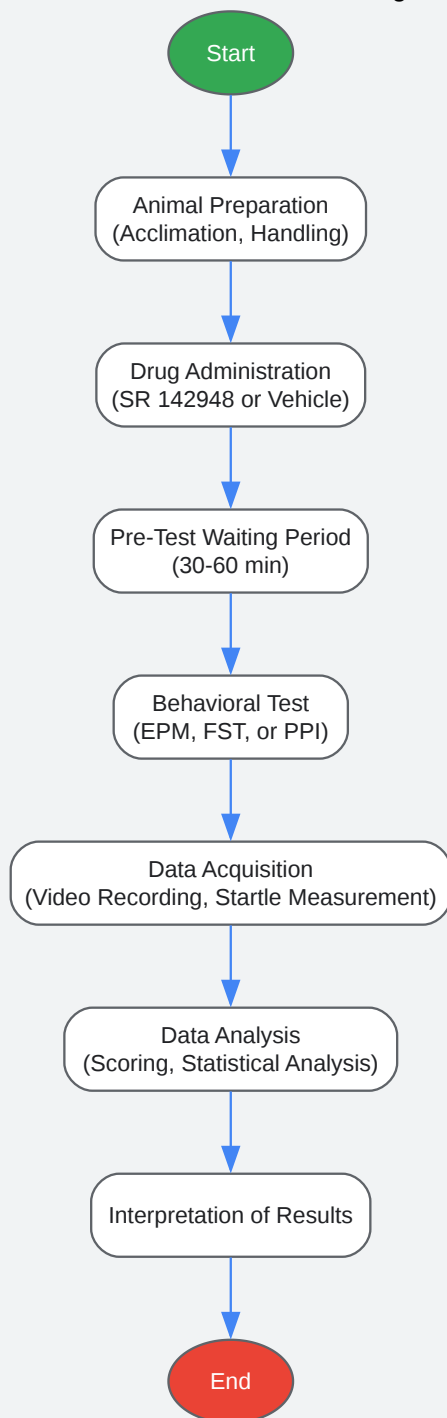 Start
Animal Preparation
(Acclimation, Handling)
Drug Administration
(SR 142948 or Vehicle)
Pre-Test Waiting Period
(30-60 min)
Behavioral Test
(EPM, FST, or PPI)
Data Acquisition
(Video Recording, Startle Measurement)
Data Analysis
(Scoring, Statistical Analysis)
Interpretation of Results
End